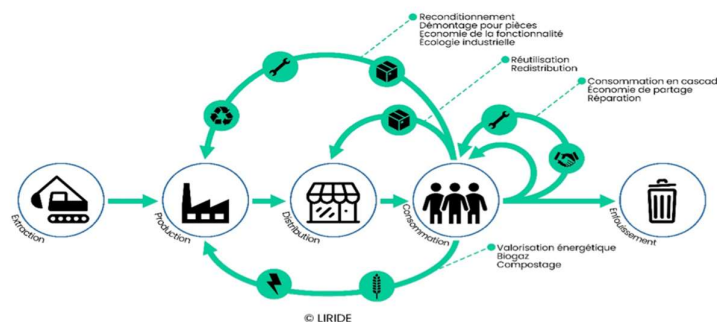 Reconditionnement
Démontage pour pièces
Economie de la fonctionnalité
Écologie industrielle
Réutilisation
Redistribution
Consommation en cascad
Économie de partage
Réparation
Extraction
Production
Distribution
Consommation
Enfouissement
Valorisation énergétique
Biogaz
Compostage
© LIRIDE